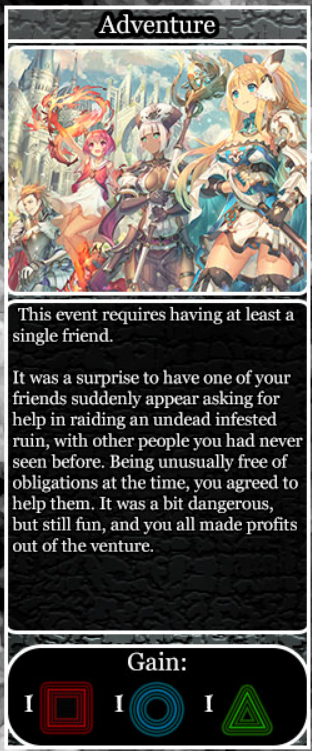 Adventure
This event requires having at least a
single friend.
It was a surprise to have one of your
friends suddenly appear asking for
help in raiding an undead infested
ruin, with other people you had never
seen before. Being unusually free of
obligations at the time, you agreed to
help them. It was a bit dangerous,
but still fun, and you all made profits
out of the venture.
Gain:
1 1 1